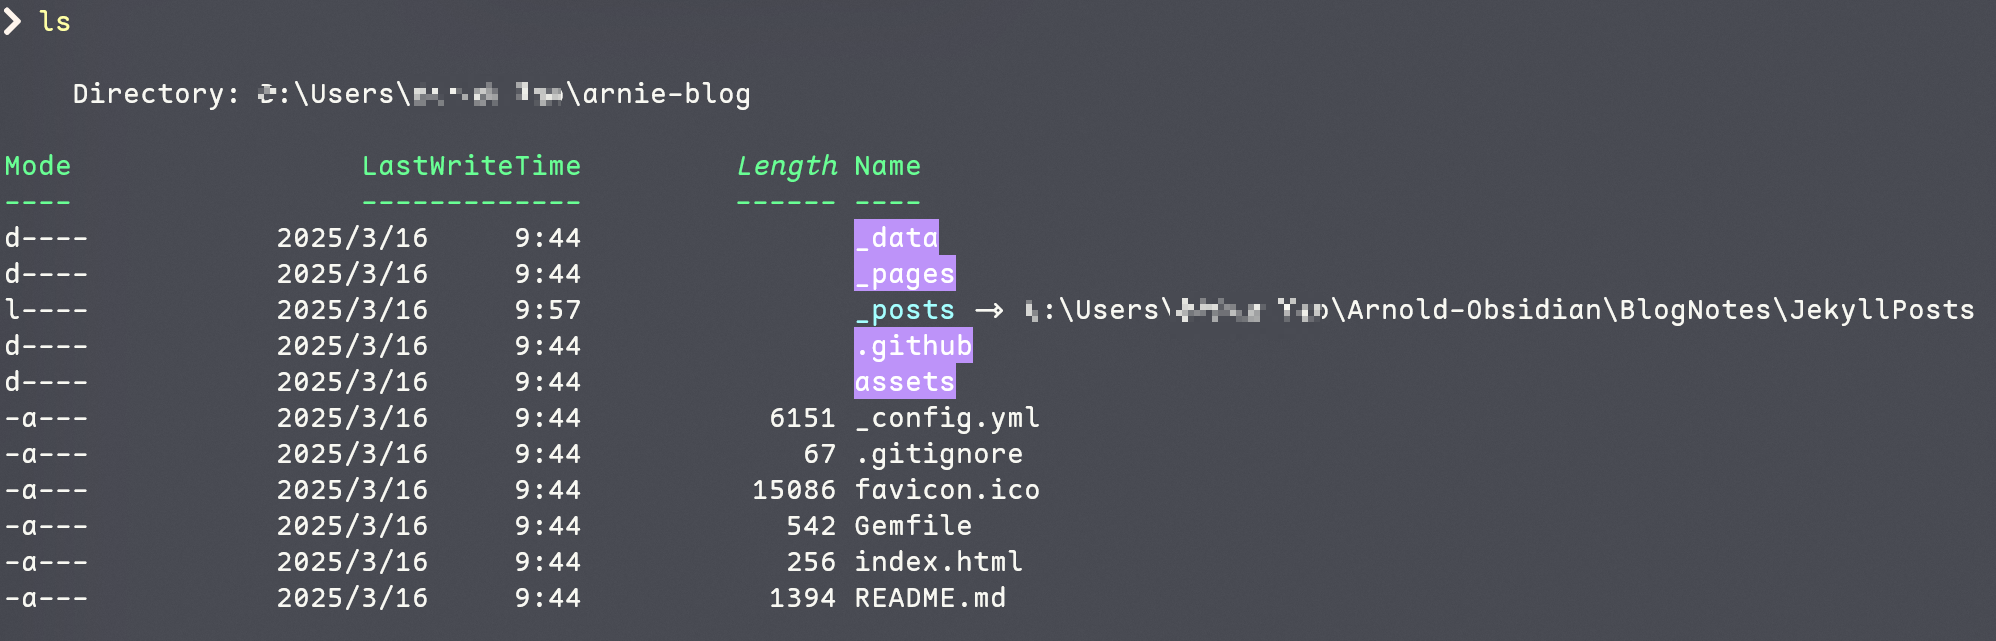 ❯ ls
Directory: :\Users\ \arnie-blog
Mode LastWriteTime Length Name
---- ------------- ------ ----
d---- 2025/3/16 9:44 _data
d---- 2025/3/16 9:44 _pages
l---- 2025/3/16 9:57 _posts → :\Users\ \Arnold-Obsidian\BlogNotes\JekyllPosts
d---- 2025/3/16 9:44 .github
d---- 2025/3/16 9:44 assets
-a--- 2025/3/16 9:44 6151 _config.yml
-a--- 2025/3/16 9:44 67 .gitignore
-a--- 2025/3/16 9:44 15086 favicon.ico
-a--- 2025/3/16 9:44 542 Gemfile
-a--- 2025/3/16 9:44 256 index.html
-a--- 2025/3/16 9:44 1394 README.md